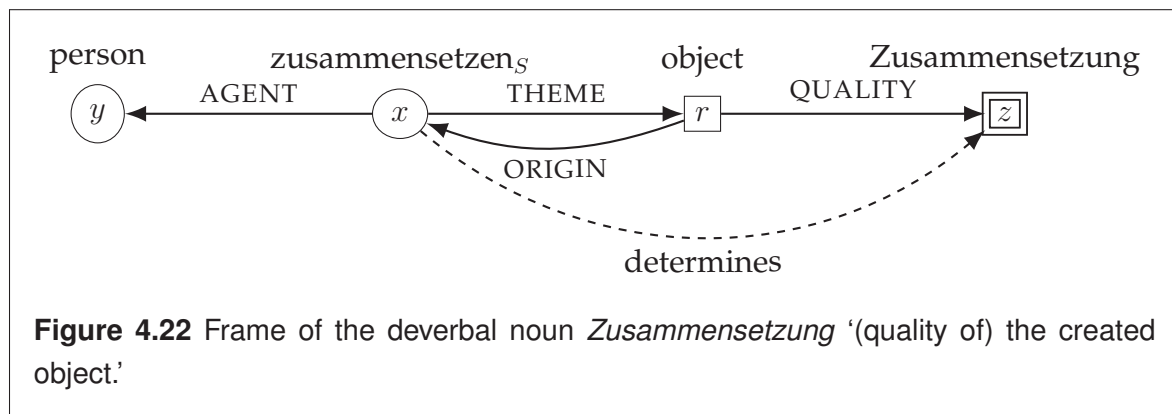 person zusammensetzen_S object Zusammensetzung
AGENT THEME QUALITY
y x r z
ORIGIN
determines
Figure 4.22 Frame of the deverbal noun Zusammensetzung ‘(quality of) the created
object.’